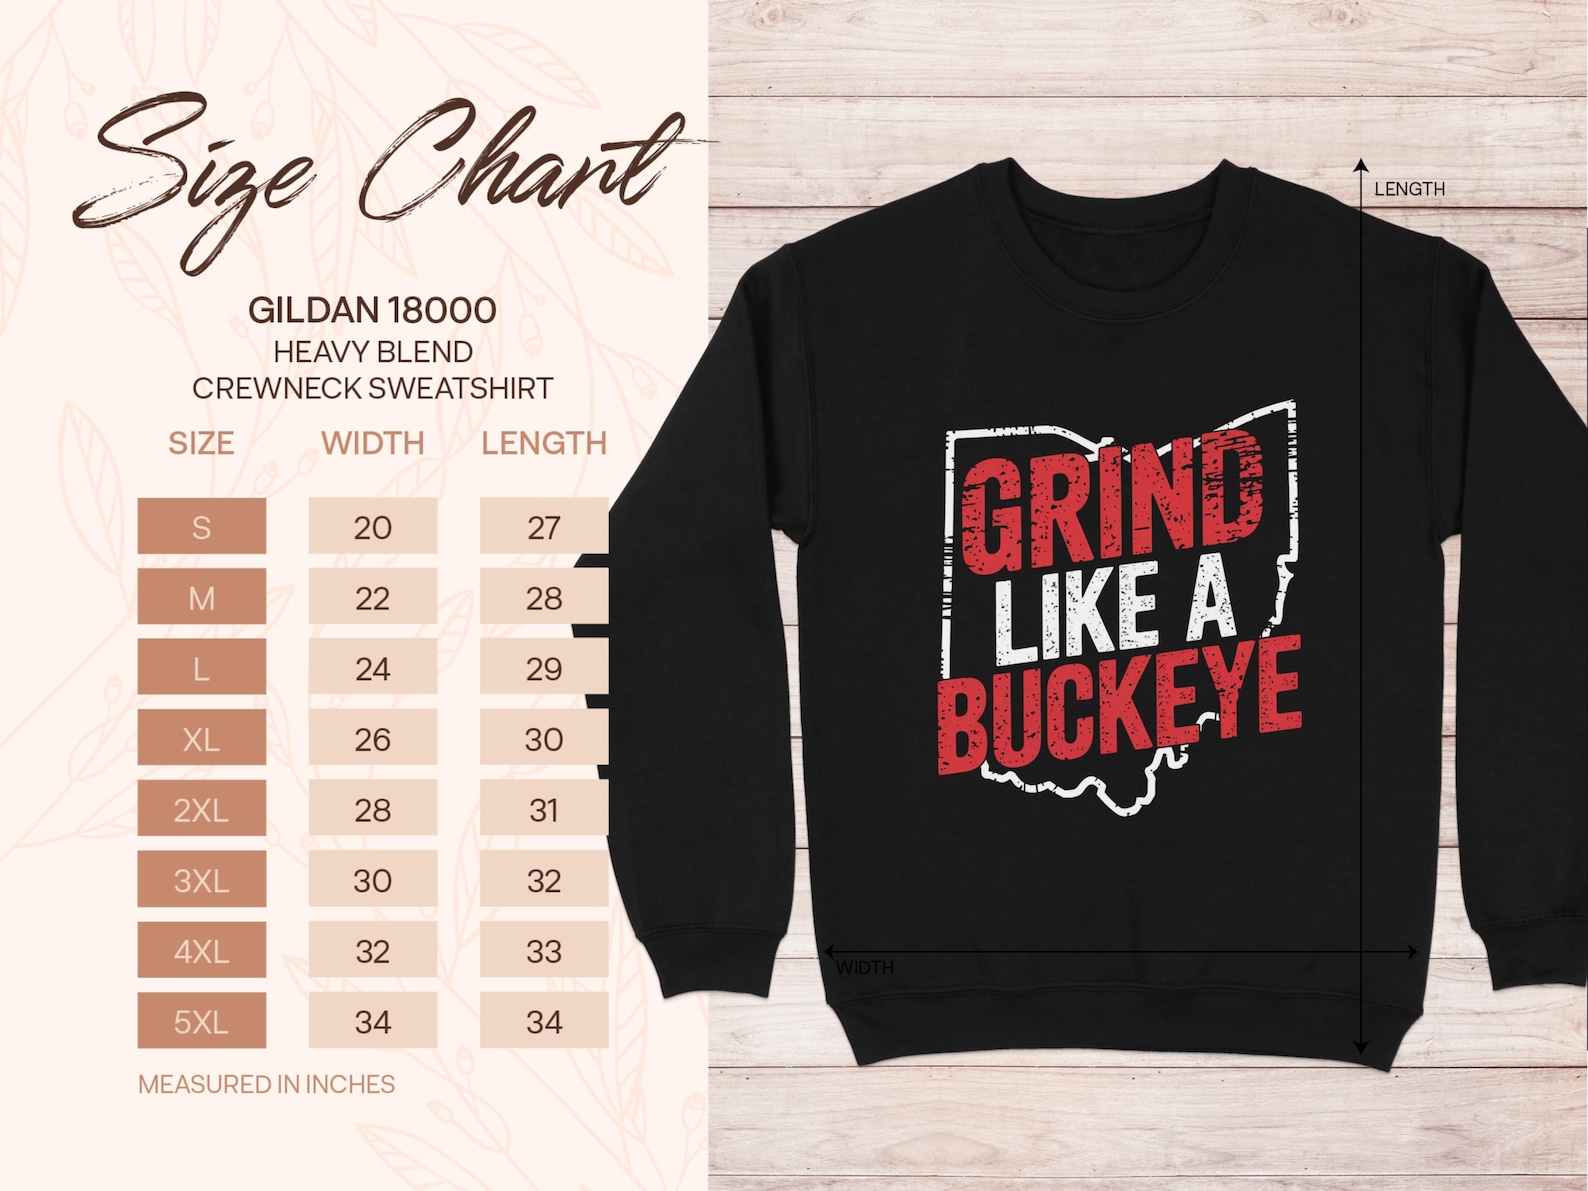 Size Chart
GILDAN 18000
HEAVY BLEND
CREWNECK SWEATSHIRT
SIZE WIDTH LENGTH
S 20 27
M 22 28
L 24 29
XL 26 30
2XL 28 31
3XL 30 32
4XL 32 33
5XL 34 34
MEASURED IN INCHES
LENGTH
GRIND
LIKE A
BUCKEYE
WIDTH